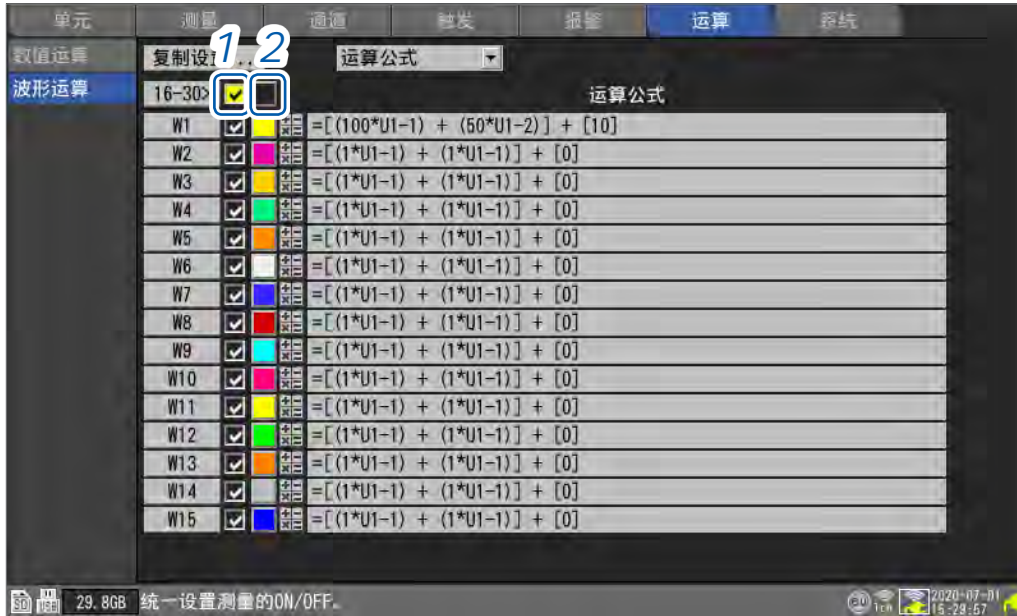 单元 测量 通道 触发 报警 运算 系统
数值运算
波形运算
1 2
复制设定... 运算公式
16-30> 运算公式
W1 =[(100*U1-1) + (50*U1-2)] + [10]
W2 =[(1*U1-1) + (1*U1-1)] + [0]
W3 =[(1*U1-1) + (1*U1-1)] + [0]
W4 =[(1*U1-1) + (1*U1-1)] + [0]
W5 =[(1*U1-1) + (1*U1-1)] + [0]
W6 =[(1*U1-1) + (1*U1-1)] + [0]
W7 =[(1*U1-1) + (1*U1-1)] + [0]
W8 =[(1*U1-1) + (1*U1-1)] + [0]
W9 =[(1*U1-1) + (1*U1-1)] + [0]
W10 =[(1*U1-1) + (1*U1-1)] + [0]
W11 =[(1*U1-1) + (1*U1-1)] + [0]
W12 =[(1*U1-1) + (1*U1-1)] + [0]
W13 =[(1*U1-1) + (1*U1-1)] + [0]
W14 =[(1*U1-1) + (1*U1-1)] + [0]
W15 =[(1*U1-1) + (1*U1-1)] + [0]
SD USB 29.8GB 统一设置测量的ON/OFF。 1ch 2020-07-01
15:29:57